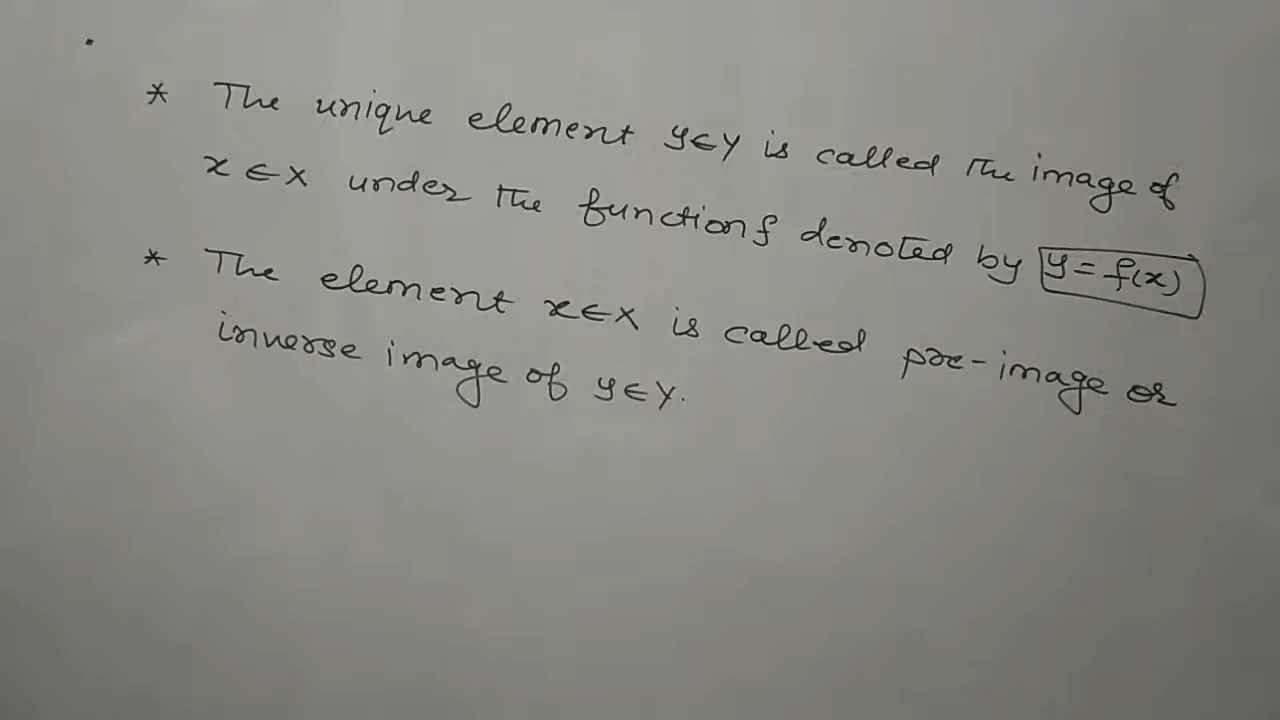 * The unique element y∈Y is called the image of
x ∈ X under the function f denoted by y = f(x)
* The element x∈X is called pre-image or
inverse image of y∈Y.